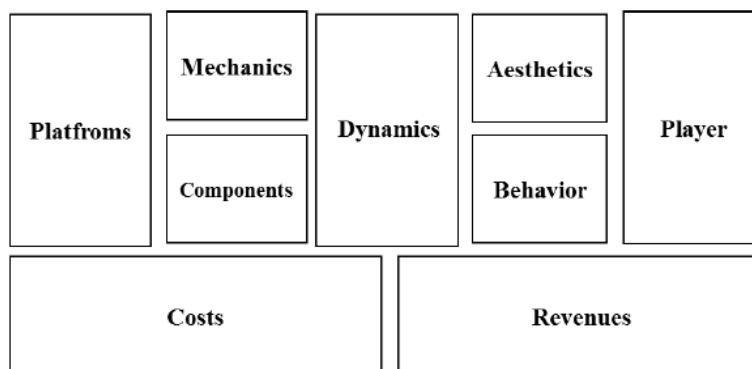 Platfroms
Mechanics
Components
Dynamics
Aesthetics
Behavior
Player
Costs
Revenues